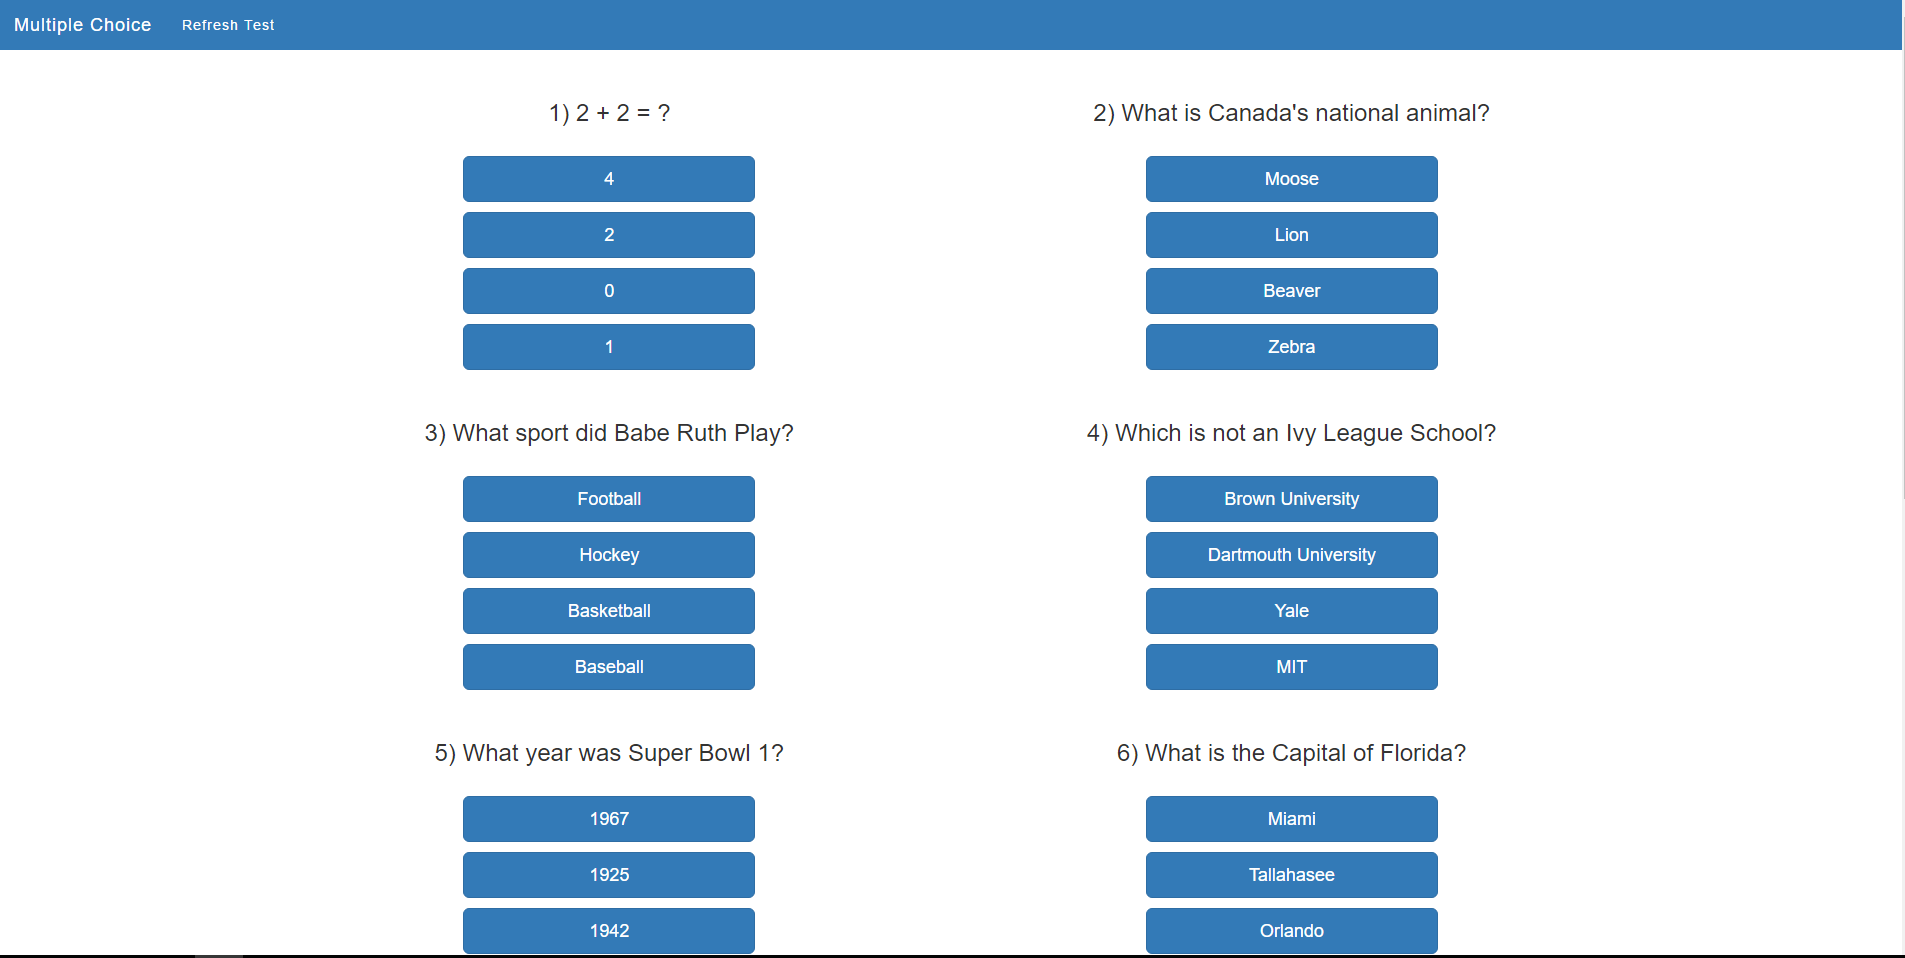 Multiple Choice Refresh Test
1) 2 + 2 = ?
4
2
0
1
2) What is Canada's national animal?
Moose
Lion
Beaver
Zebra
3) What sport did Babe Ruth Play?
Football
Hockey
Basketball
Baseball
4) Which is not an Ivy League School?
Brown University
Dartmouth University
Yale
MIT
5) What year was Super Bowl 1?
1967
1925
1942
6) What is the Capital of Florida?
Miami
Tallahasee
Orlando